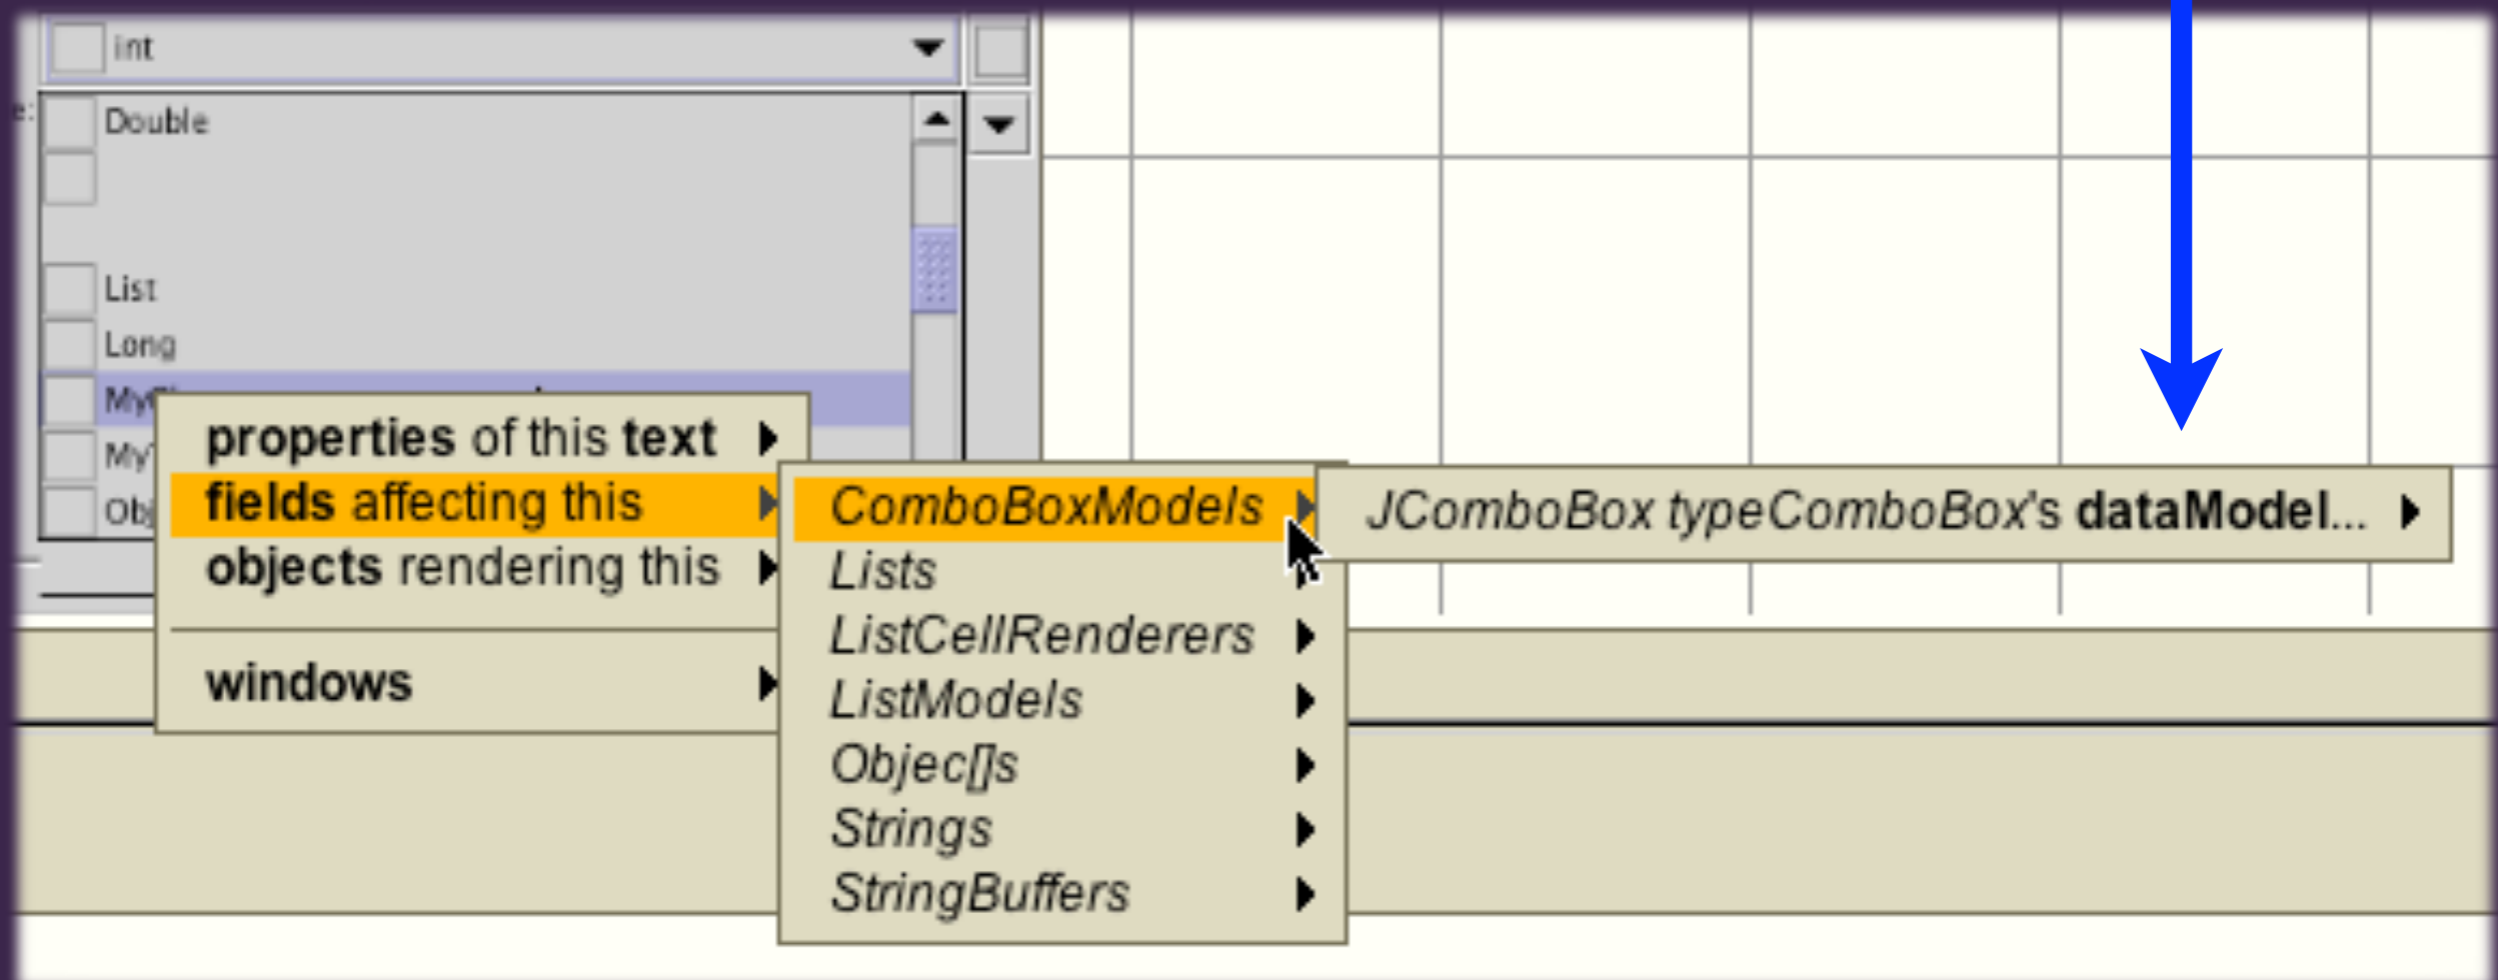 int
e:
Double
List
Long
properties of this text
fields affecting this
objects rendering this
windows
ComboBoxModels
Lists
ListCellRenderers
ListModels
Objec[]s
Strings
StringBuffers
JComboBox typeComboBox's dataModel...